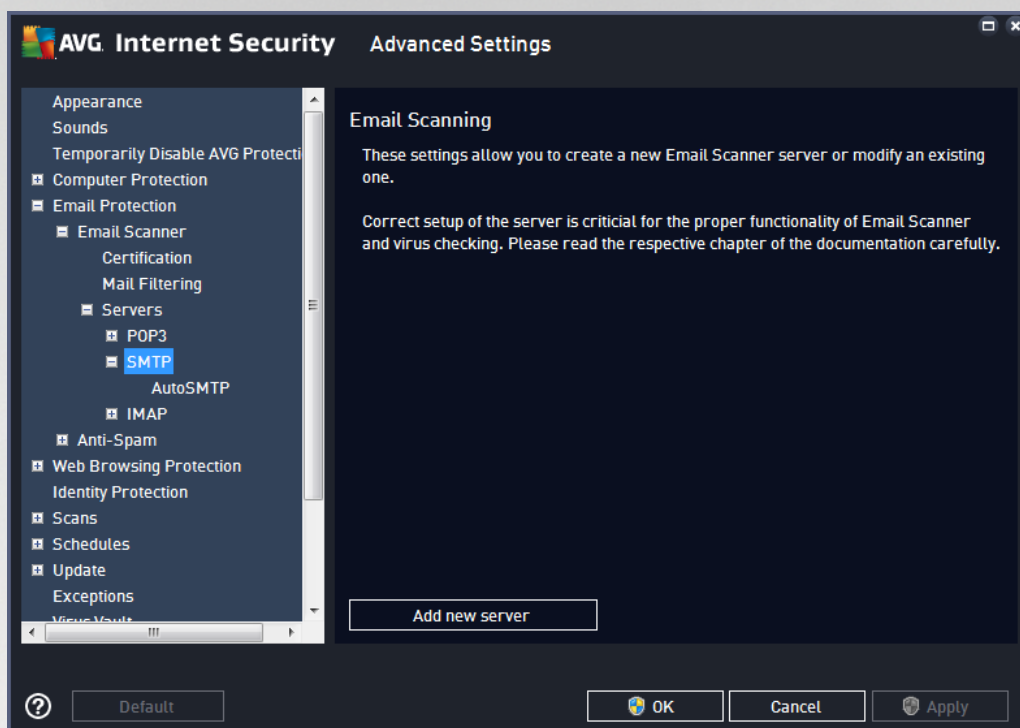 AVG. Internet Security Advanced Settings
Appearance
Sounds
Temporarily Disable AVG Protecti
Computer Protection
Email Protection
Email Scanner
Certification
Mail Filtering
Servers
POP3
SMTP
AutoSMTP
IMAP
Anti-Spam
Web Browsing Protection
Identity Protection
Scans
Schedules
Update
Exceptions
Virus Vault
Email Scanning
These settings allow you to create a new Email Scanner server or modify an existing
one.
Correct setup of the server is criticial for the proper functionality of Email Scanner
and virus checking. Please read the respective chapter of the documentation carefully.
Add new server
Default
OK
Cancel
Apply